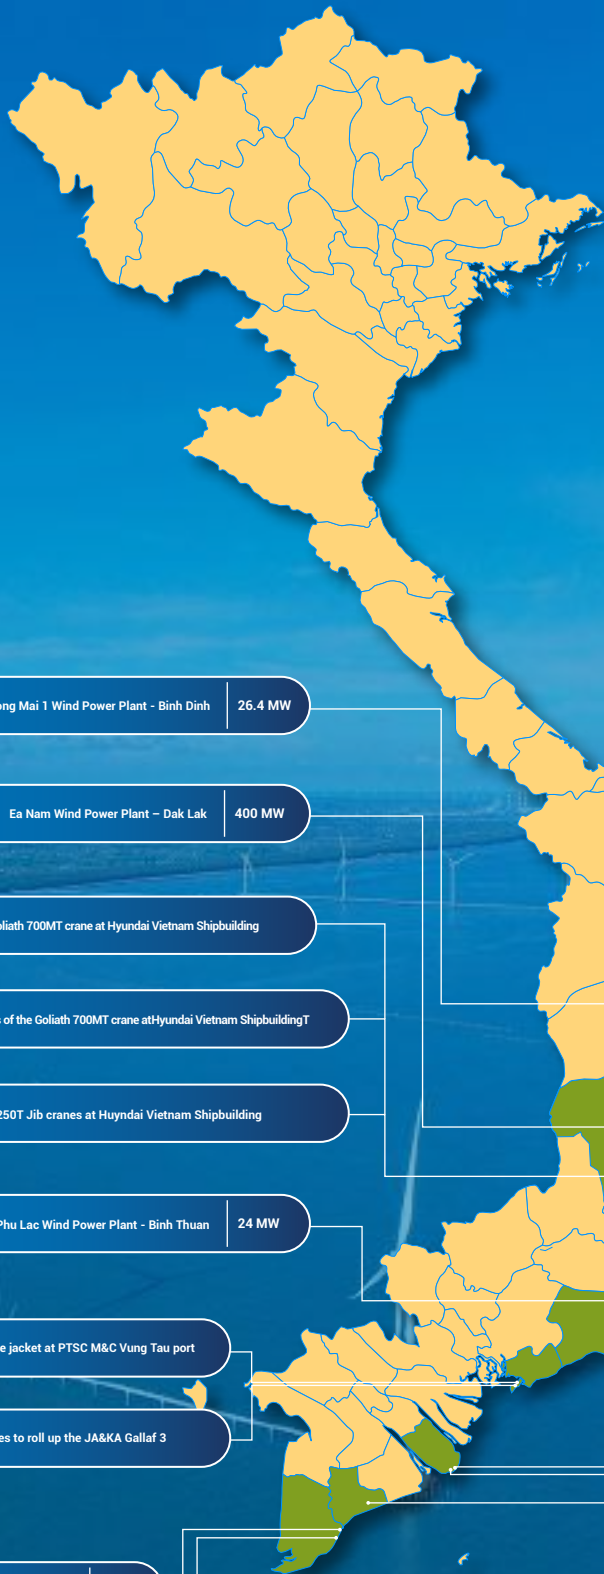 ong Mai 1 Wind Power Plant - Binh Dinh 26.4 MW
Ea Nam Wind Power Plant – Dak Lak 400 MW
oliath 700MT crane at Hyundai Vietnam Shipbuilding
s of the Goliath 700MT crane atHyundai Vietnam ShipbuildingT
250T Jib cranes at Huyndai Vietnam Shipbuilding
Phu Lac Wind Power Plant - Binh Thuan 24 MW
e jacket at PTSC M&C Vung Tau port
es to roll up the JA&KA Gallaf 3